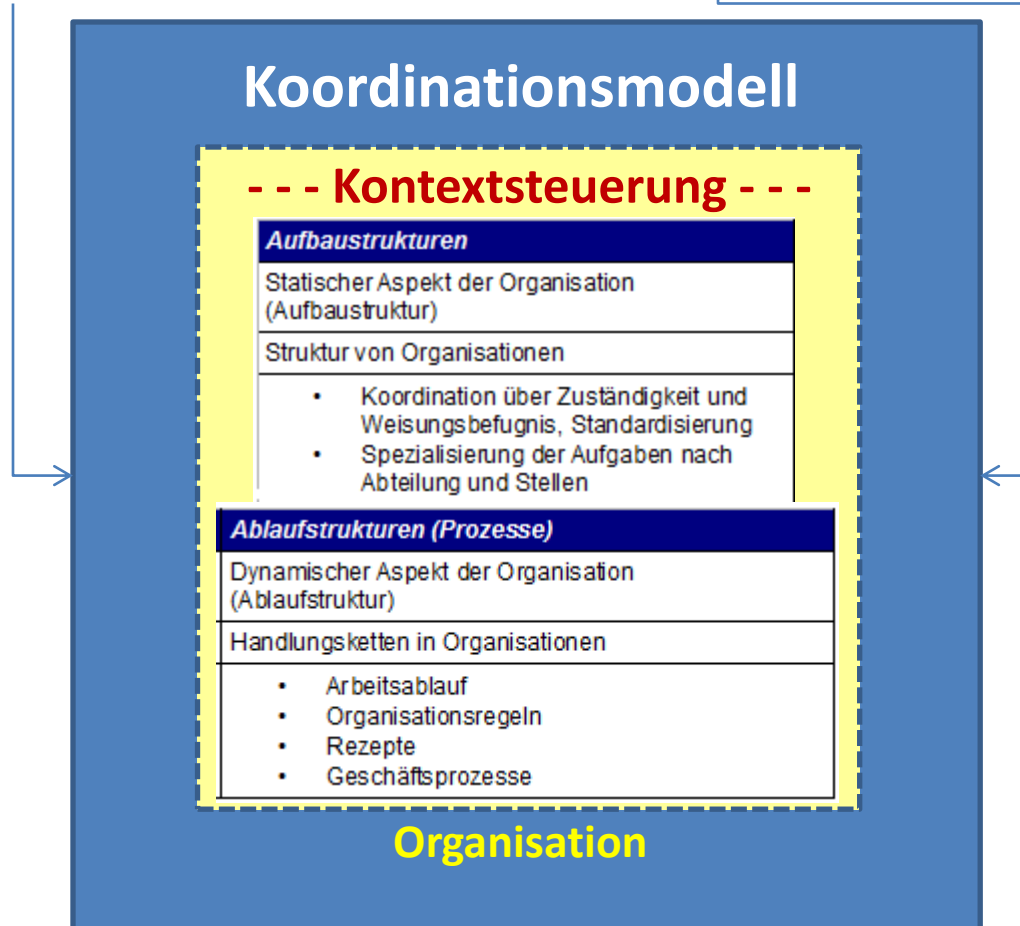 Koordinationsmodell
- - - Kontextsteuerung - - -
Aufbaustrukturen
Statischer Aspekt der Organisation
(Aufbaustruktur)
Struktur von Organisationen
• Koordination über Zuständigkeit und
Weisungsbefugnis, Standardisierung
• Spezialisierung der Aufgaben nach
Abteilung und Stellen
Ablaufstrukturen (Prozesse)
Dynamischer Aspekt der Organisation
(Ablaufstruktur)
Handlungsketten in Organisationen
• Arbeitsablauf
• Organisationsregeln
• Rezepte
• Geschäftsprozesse
Organisation